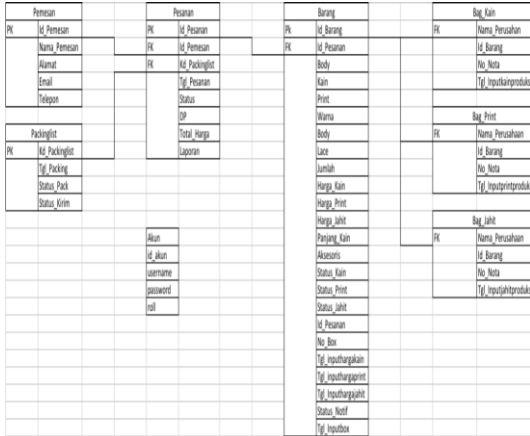 Pemesan
PK Id_Pemesan
Nama_Pemesan
Alamat
Email
Telepon
Packinglist
PK Kd_Packinglist
Tgl_Packing
Status_Pack
Status_Kirim
Pesanan
PK Id_Pesanan
FK Id_Pemesan
FK Kd_Packinglist
Tgl_Pesanan
Status
DP
Total_Harga
Laporan
Akun
id_akun
username
password
roll
Barang
Pk Id_Barang
FK Id_Pesanan
Body
Kain
Print
Warna
Body
Lace
Jumlah
Harga_Kain
Harga_Print
Harga_Jahit
Panjang_Kain
Aksesoris
Status_Kain
Status_Print
Status_Jahit
Id_Pesanan
No_Box
Tgl_inputhargakain
Tgl_inputhargaprint
Tgl_Inputhargajahit
Status_Notif
Tgl_Inputbox
Bag_Kain
FK Nama_Perusahan
Id_Barang
No_Nota
Tgl_Inputkainproduks
Bag_Print
FK Nama_Perusahaan
Id_Barang
No_Nota
Tgl_Inputprintproduk
Bag_Jahit
FK Nama_Perusahaan
Id_Barang
No_Nota
Tgl_Inputjahitproduks